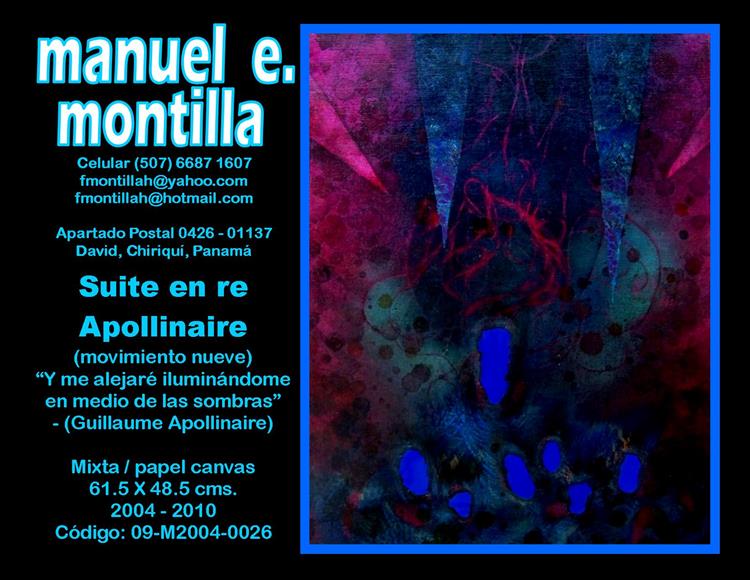 manuel e.
montilla
Celular (507) 6687 1607
fmontillah@yahoo.com
fmontillah@hotmail.com
Apartado Postal 0426 - 01137
David, Chiriquí, Panamá
Suite en re
Apollinaire
(movimiento nueve)
“Y me alejaré iluminándome
en medio de las sombras”
- (Guillaume Apollinaire)
Mixta / papel canvas
61.5 X 48.5 cms.
2004 - 2010
Código: 09-M2004-0026